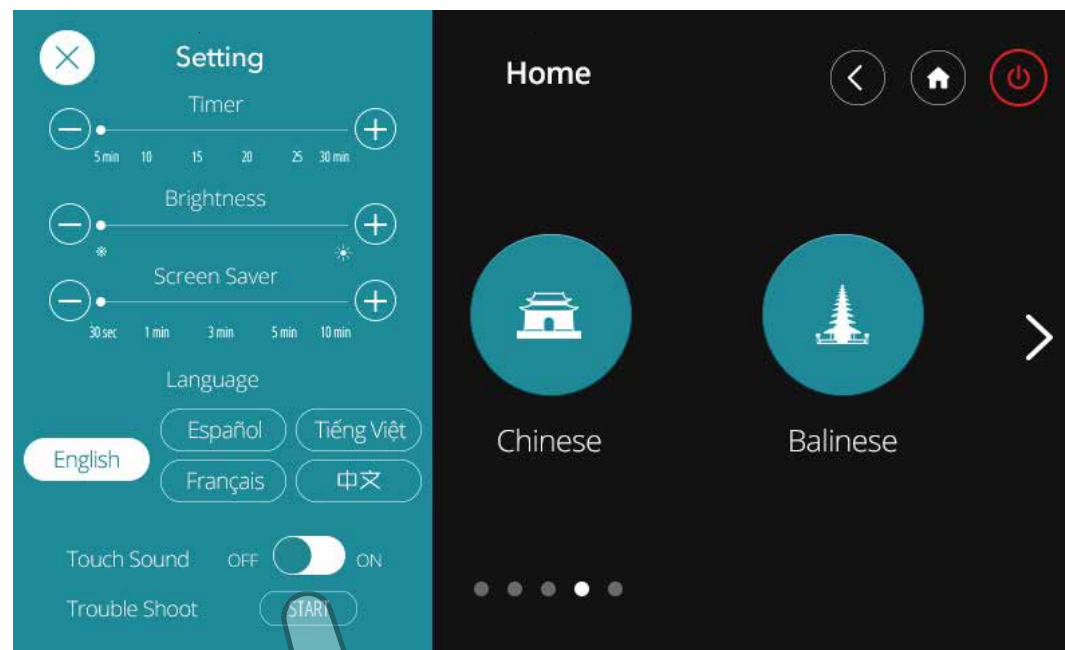 Setting
Timer
5 min 10 15 20 25 30 min
Brightness
Screen Saver
30 sec 1 min 3 min 5 min 10 min
Language
English
Español
Tiếng Việt
Français
中文
Touch Sound OFF ON
Trouble Shoot START
Home
Chinese
Balinese